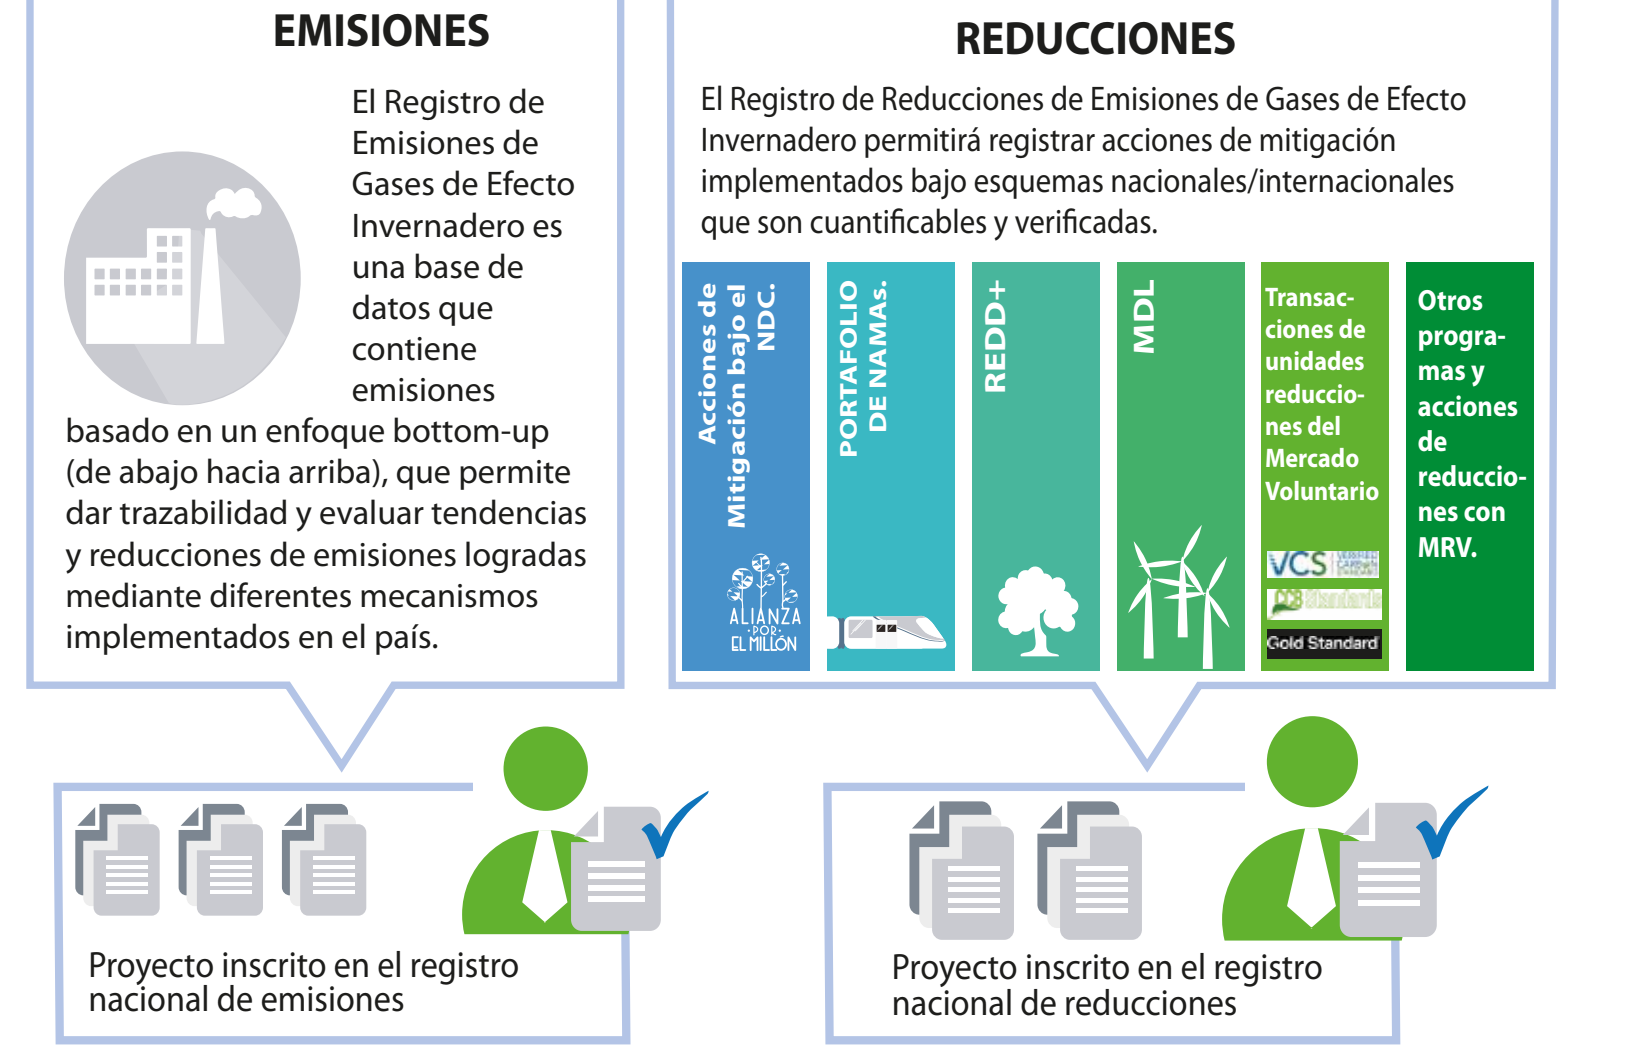 EMISIONES
El Registro de
Emisiones de
Gases de Efecto
Invernadero es
una base de
datos que
contiene
emisiones
basado en un enfoque bottom-up
(de abajo hacia arriba), que permite
dar trazabilidad y evaluar tendencias
y reducciones de emisiones logradas
mediante diferentes mecanismos
implementados en el país.
Proyecto inscrito en el registro
nacional de emisiones
REDUCCIONES
El Registro de Reducciones de Emisiones de Gases de Efecto
Invernadero permitirá registrar acciones de mitigación
implementados bajo esquemas nacionales/internacionales
que son cuantificables y verificadas.
Acciones de
Mitigación bajo el
NDC.
ALIANZA
·POR·
EL MILLÓN
PORTAFOLIO
DE NAMAs.
REDD+
MDL
Transac-
ciones de
unidades
reduccio-
nes del
Mercado
Voluntario
VCS
CCB Standards
Gold Standard
Otros
progra-
mas y
acciones
de
reduccio-
nes con
MRV.
Proyecto inscrito en el registro
nacional de reducciones